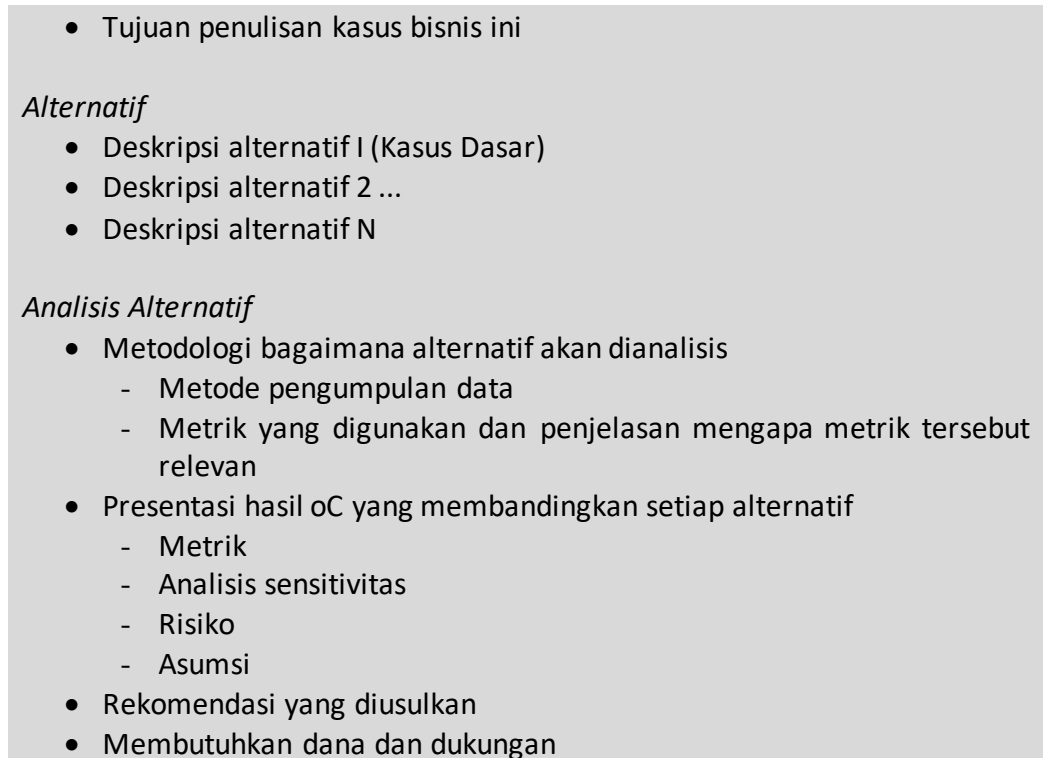 • Tujuan penulisan kasus bisnis ini
Alternatif
• Deskripsi alternatif I (Kasus Dasar)
• Deskripsi alternatif 2 ...
• Deskripsi alternatif N
Analisis Alternatif
• Metodologi bagaimana alternatif akan dianalisis
- Metode pengumpulan data
- Metrik yang digunakan dan penjelasan mengapa metrik tersebut
relevan
• Presentasi hasil oC yang membandingkan setiap alternatif
- Metrik
- Analisis sensitivitas
- Risiko
- Asumsi
• Rekomendasi yang diusulkan
• Membutuhkan dana dan dukungan